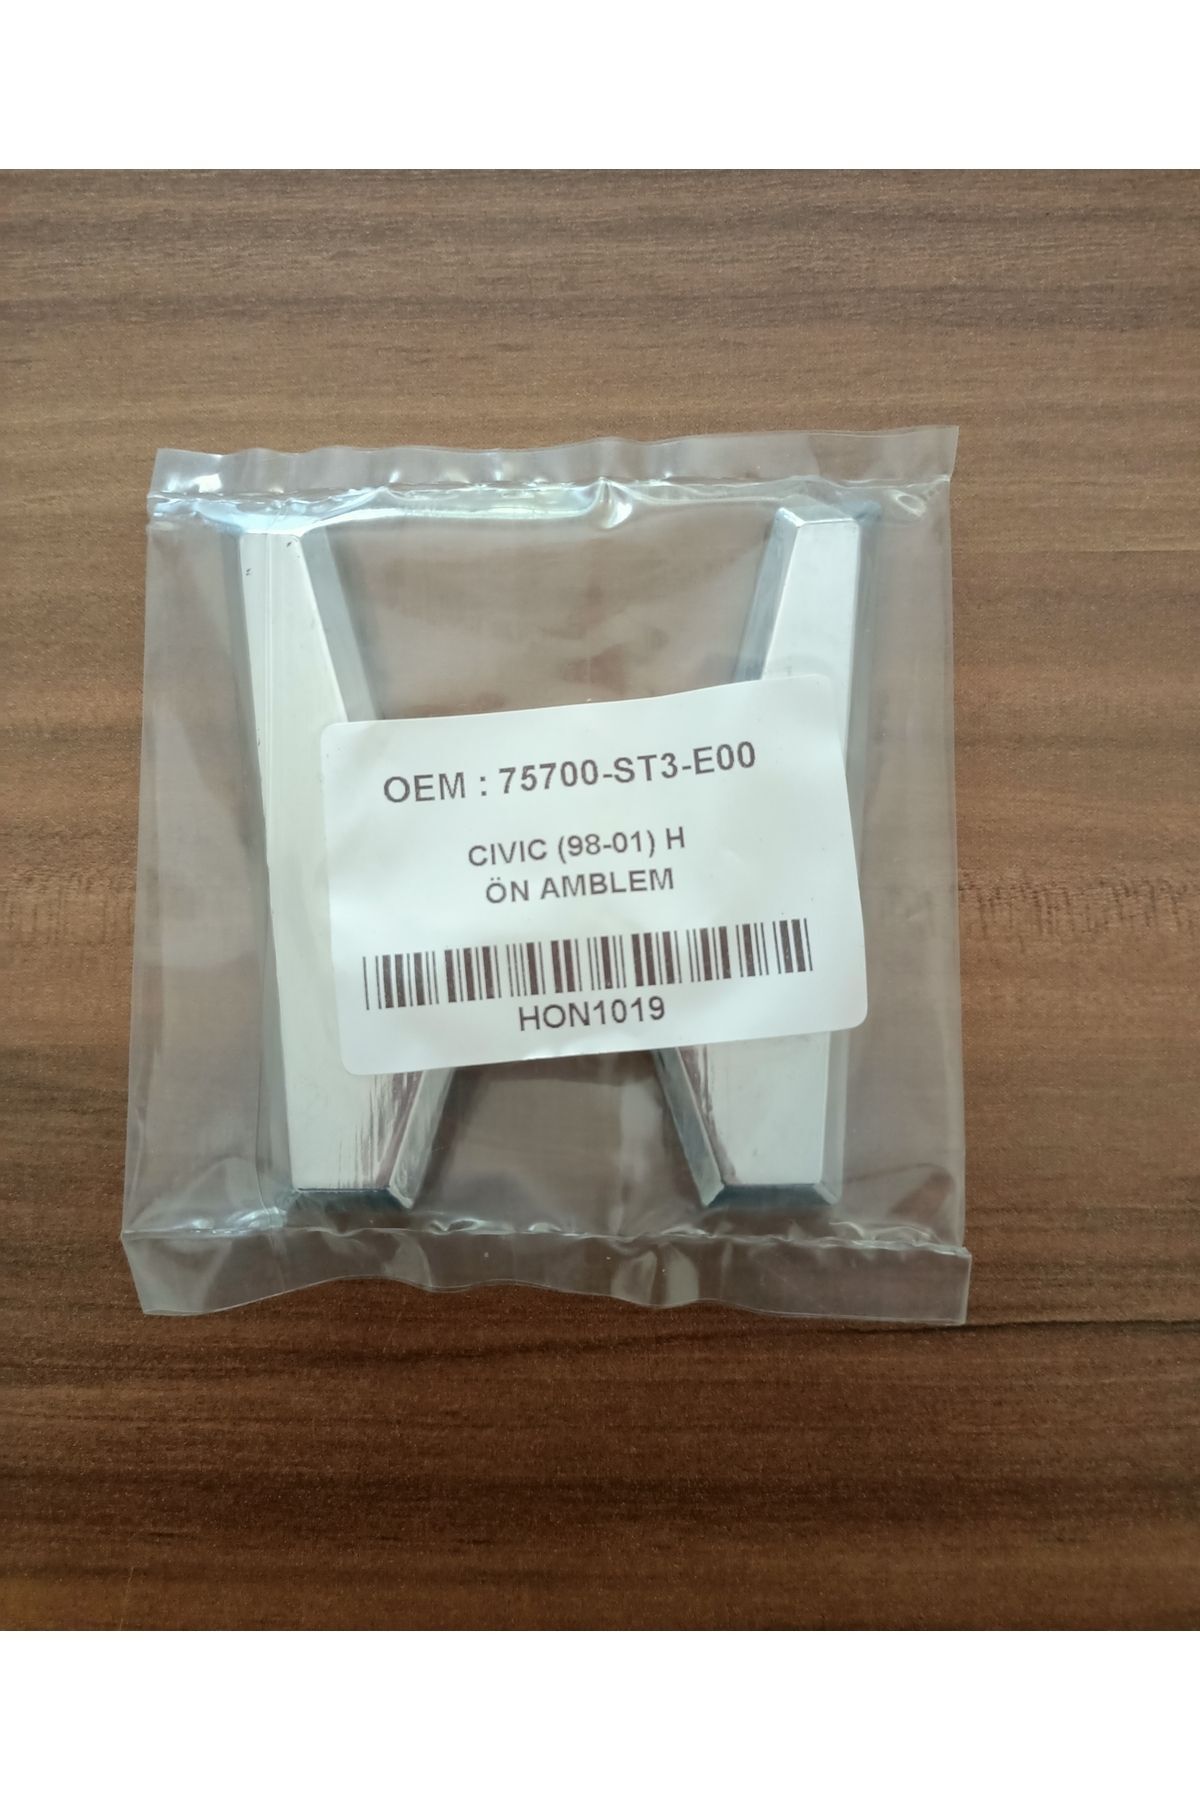 OEM : 75700-ST3-E00
CIVIC (98-01) H
ÖN AMBLEM
HON1019